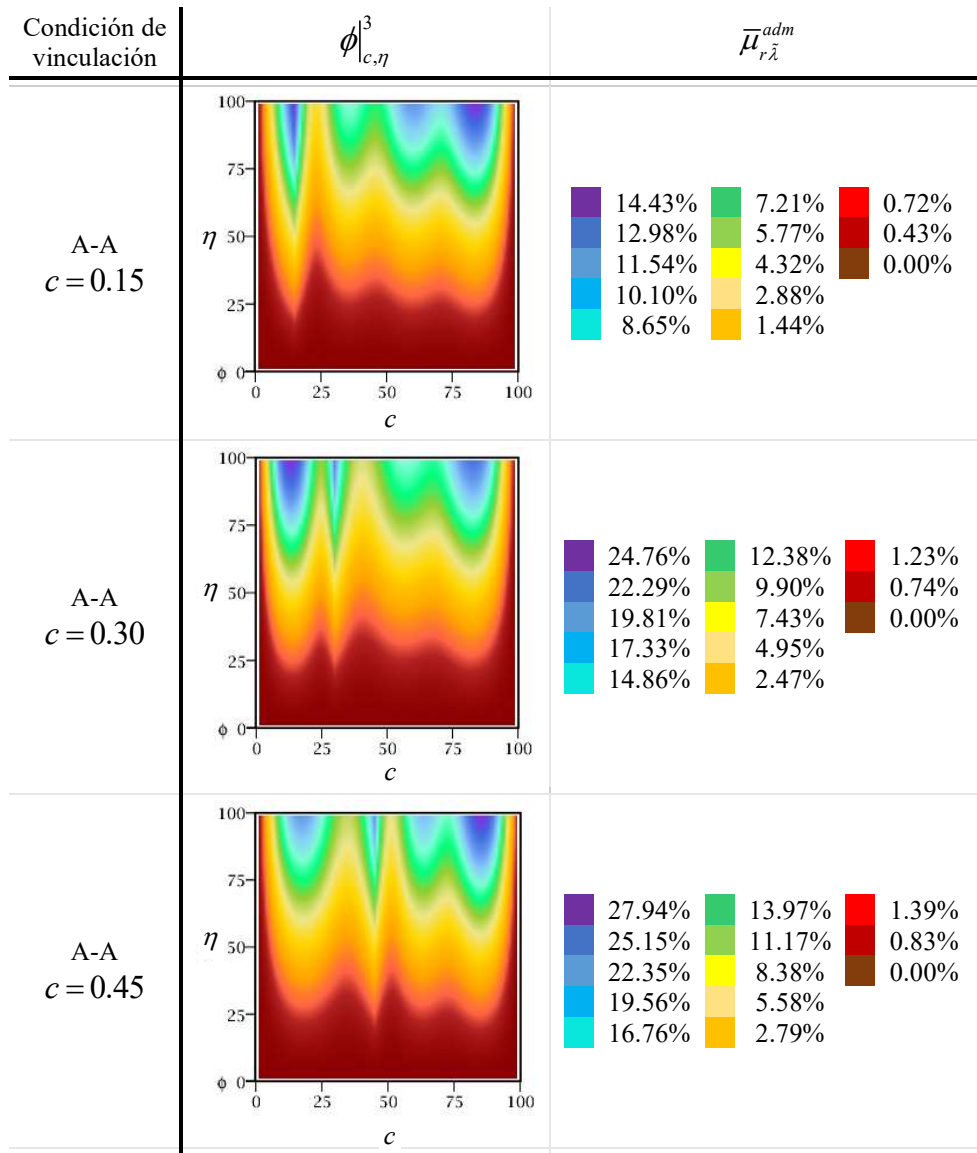 Condición de
vinculación
ϕ|³c,η
μ̄ adm r λ̃
A-A
c = 0.15
100
75
50
25
ϕ 0
η
0 25 50 75 100
c
14.43% 7.21% 0.72%
12.98% 5.77% 0.43%
11.54% 4.32% 0.00%
10.10% 2.88%
8.65% 1.44%
A-A
c = 0.30
100
75
50
25
ϕ 0
η
0 25 50 75 100
c
24.76% 12.38% 1.23%
22.29% 9.90% 0.74%
19.81% 7.43% 0.00%
17.33% 4.95%
14.86% 2.47%
A-A
c = 0.45
100
75
50
25
ϕ 0
η
0 25 50 75 100
c
27.94% 13.97% 1.39%
25.15% 11.17% 0.83%
22.35% 8.38% 0.00%
19.56% 5.58%
16.76% 2.79%